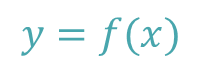 y = f(x)